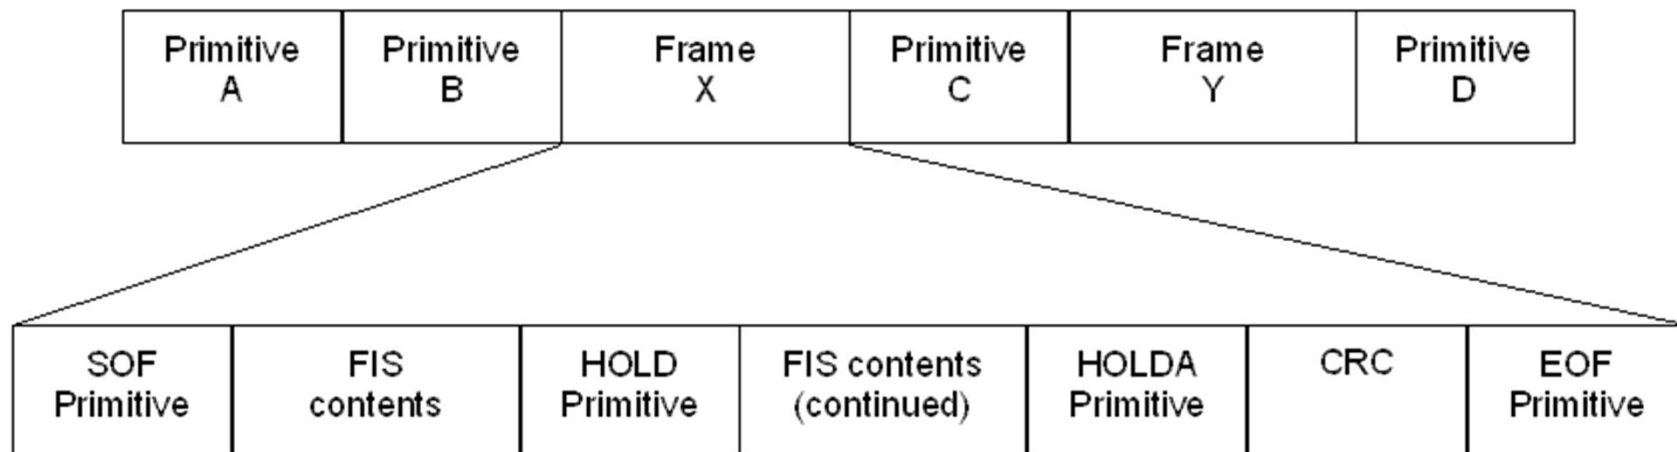 Primitive
A
Primitive
B
Frame
X
Primitive
C
Frame
Y
Primitive
D
SOF
Primitive
FIS
contents
HOLD
Primitive
FIS contents
(continued)
HOLDA
Primitive
CRC
EOF
Primitive